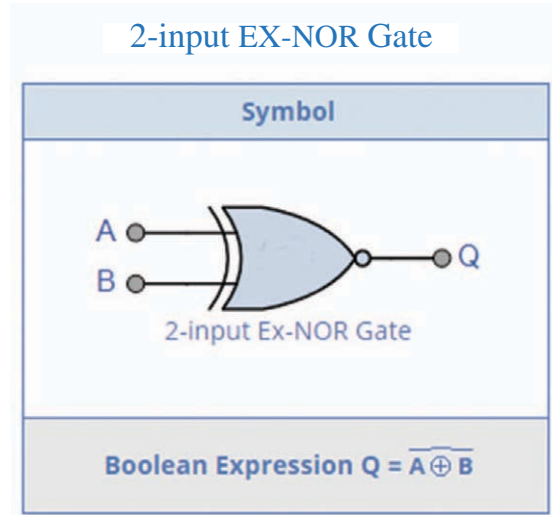 2-input EX-NOR Gate
Symbol
A
Q
B
2-input Ex-NOR Gate
Boolean Expression Q = A̅ ̅⊕̅ ̅B̅